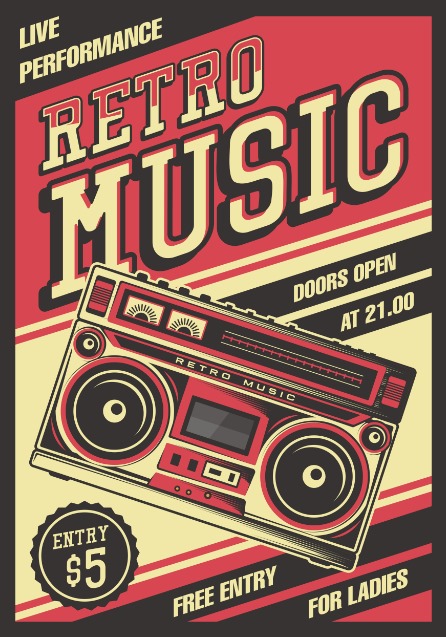 LIVE
PERFORMANCE
RETRO
MUSIC
DOORS OPEN
AT 21.00
RETRO MUSIC
ENTRY
$5
FREE ENTRY
FOR LADIES